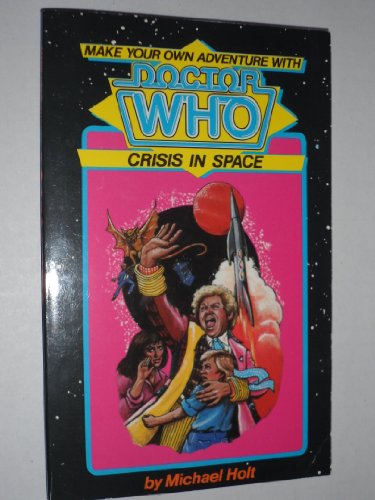 MAKE YOUR OWN ADVENTURE WITH
DOCTOR
WHO
CRISIS IN SPACE
by Michael Holt